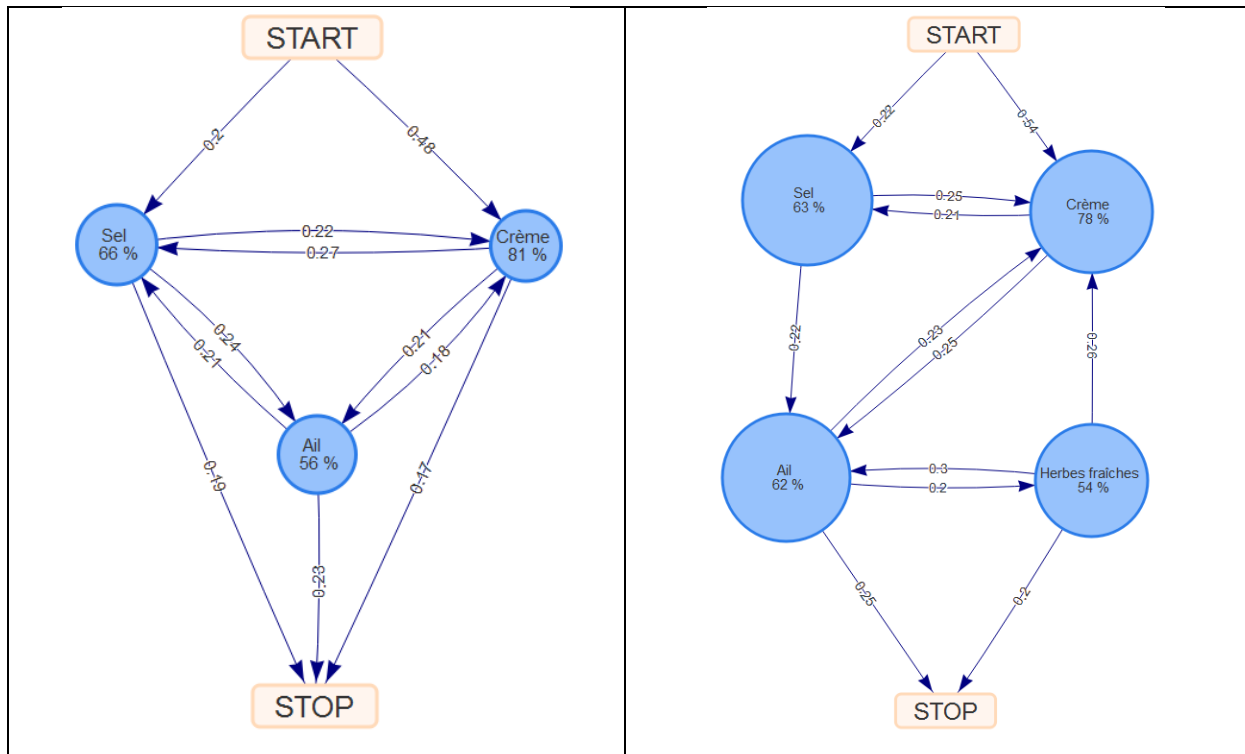 START
0.2
0.48
Sel
66 %
0.22
0.27
Crème
81 %
0.24
0.21
0.21
0.18
Ail
56 %
0.19
0.23
0.17
STOP
START
0.22
0.54
Sel
63 %
0.25
0.21
Crème
78 %
0.22
0.23
0.25
0.26
Ail
62 %
0.3
0.2
Herbes fraîches
54 %
0.25
0.2
STOP